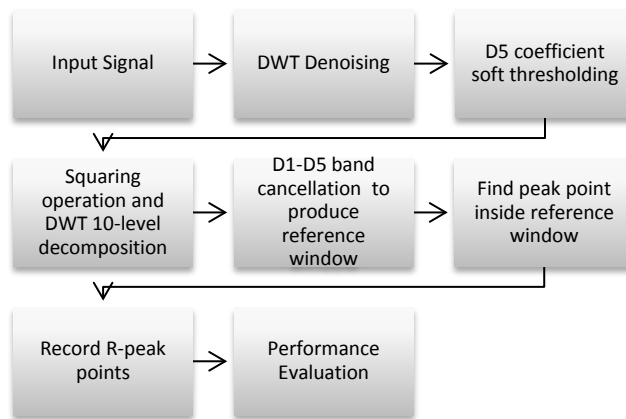 Input Signal
DWT Denoising
D5 coefficient
soft thresholding
Squaring
operation and
DWT 10-level
decomposition
D1-D5 band
cancellation to
produce
reference
window
Find peak point
inside reference
window
Record R-peak
points
Performance
Evaluation